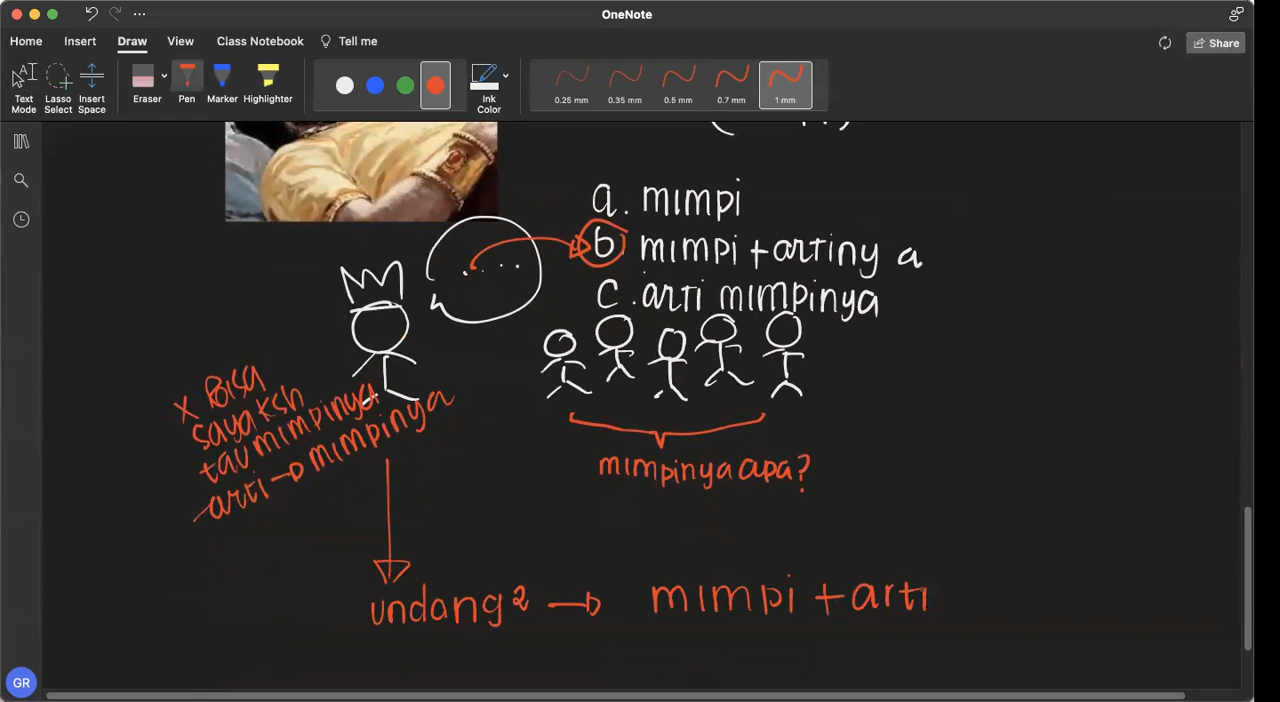 OneNote
Home Insert Draw View Class Notebook Tell me
Share
Text Mode
Lasso Select
Insert Space
Eraser
Pen
Marker
Highlighter
Ink Color
0.25 mm
0.35 mm
0.5 mm
0.7 mm
1 mm
a. mimpi
b. mimpi + artinya
c. arti mimpinya
x Bisa
saya ksh
tau mimpinya
arti → mimpinya
mimpinya apa?
undang² → mimpi + arti
GR